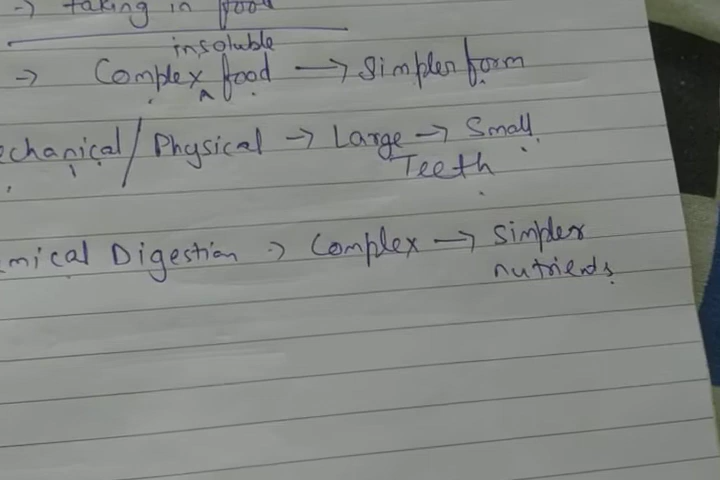 -> taking in food
insoluble
-> Complex ^ food -> Simpler form
echanical / Physical -> Large -> Small
Teeth
mical Digestion -> Complex -> Simpler
nutrients